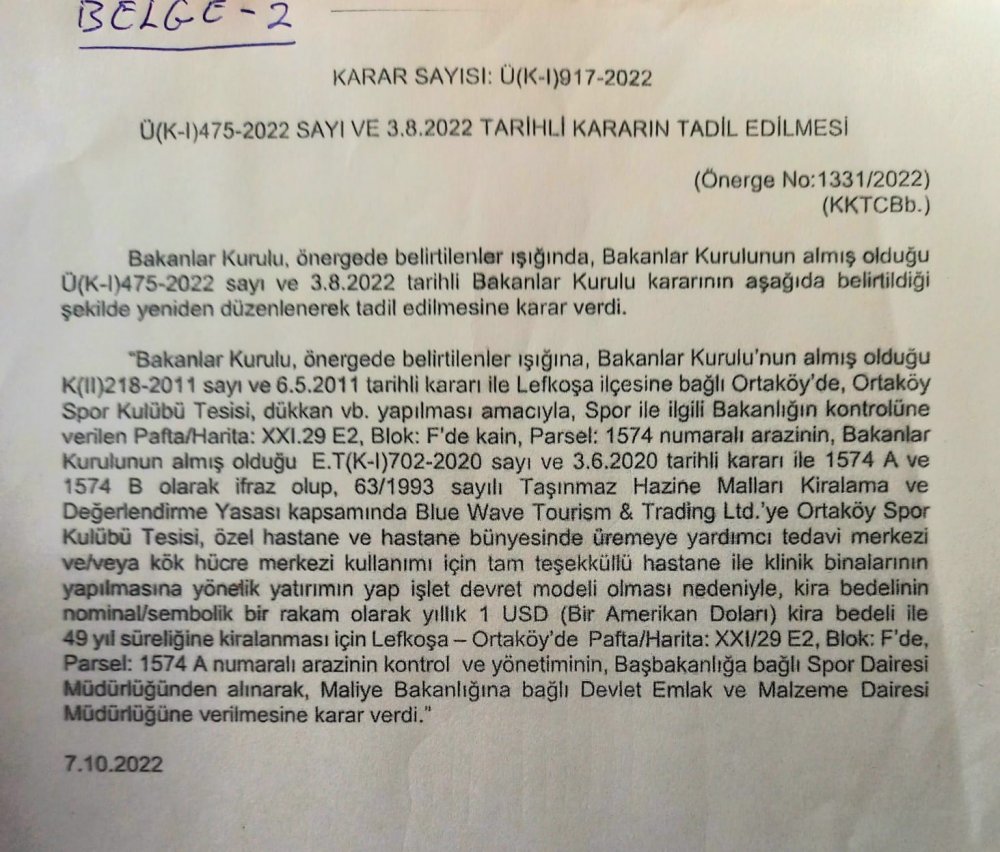 BELGE-2
KARAR SAYISI: Ü(K-I)917-2022
Ü(K-I)475-2022 SAYI VE 3.8.2022 TARİHLİ KARARIN TADİL EDİLMESİ
(Önerge No:1331/2022)
(KKTCBb.)
Bakanlar Kurulu, önergede belirtilenler ışığında, Bakanlar Kurulunun almış olduğu
Ü(K-I)475-2022 sayı ve 3.8.2022 tarihli Bakanlar Kurulu kararının aşağıda belirtildiği
şekilde yeniden düzenlenerek tadil edilmesine karar verdi.
"Bakanlar Kurulu, önergede belirtilenler ışığına, Bakanlar Kurulu'nun almış olduğu
K(II)218-2011 sayı ve 6.5.2011 tarihli kararı ile Lefkoşa ilçesine bağlı Ortaköy'de, Ortaköy
Spor Kulübü Tesisi, dükkan vb. yapılması amacıyla, Spor ile ilgili Bakanlığın kontrolüne
verilen Pafta/Harita: XXI.29 E2, Blok: F'de kain, Parsel: 1574 numaralı arazinin, Bakanlar
Kurulunun almış olduğu E.T(K-I)702-2020 sayı ve 3.6.2020 tarihli kararı ile 1574 A ve
1574 B olarak ifraz olup, 63/1993 sayılı Taşınmaz Hazine Malları Kiralama ve
Değerlendirme Yasası kapsamında Blue Wave Tourism & Trading Ltd.'ye Ortaköy Spor
Kulübü Tesisi, özel hastane ve hastane bünyesinde üremeye yardımcı tedavi merkezi
ve/veya kök hücre merkezi kullanımı için tam teşekküllü hastane ile klinik binalarının
yapılmasına yönelik yatırımın yap işlet devret modeli olması nedeniyle, kira bedelinin
nominal/sembolik bir rakam olarak yıllık 1 USD (Bir Amerikan Doları) kira bedeli ile
49 yıl süreliğine kiralanması için Lefkoşa – Ortaköy'de Pafta/Harita: XXI/29 E2, Blok: F'de,
Parsel: 1574 A numaralı arazinin kontrol ve yönetiminin, Başbakanlığa bağlı Spor Dairesi
Müdürlüğünden alınarak, Maliye Bakanlığına bağlı Devlet Emlak ve Malzeme Dairesi
Müdürlüğüne verilmesine karar verdi."
7.10.2022